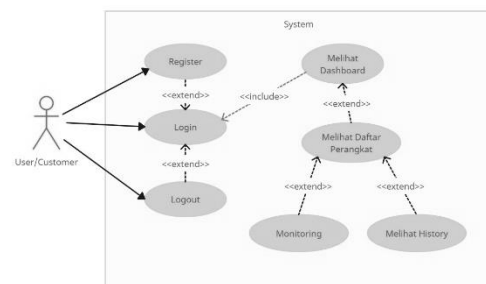 System
Register
Melihat
Dashboard
<<extend>>
<<include>>
<<extend>>
Login
Melihat Daftar
Perangkat
User/Customer
<<extend>>
<<extend>>
<<extend>>
Logout
Monitoring
Melihat History